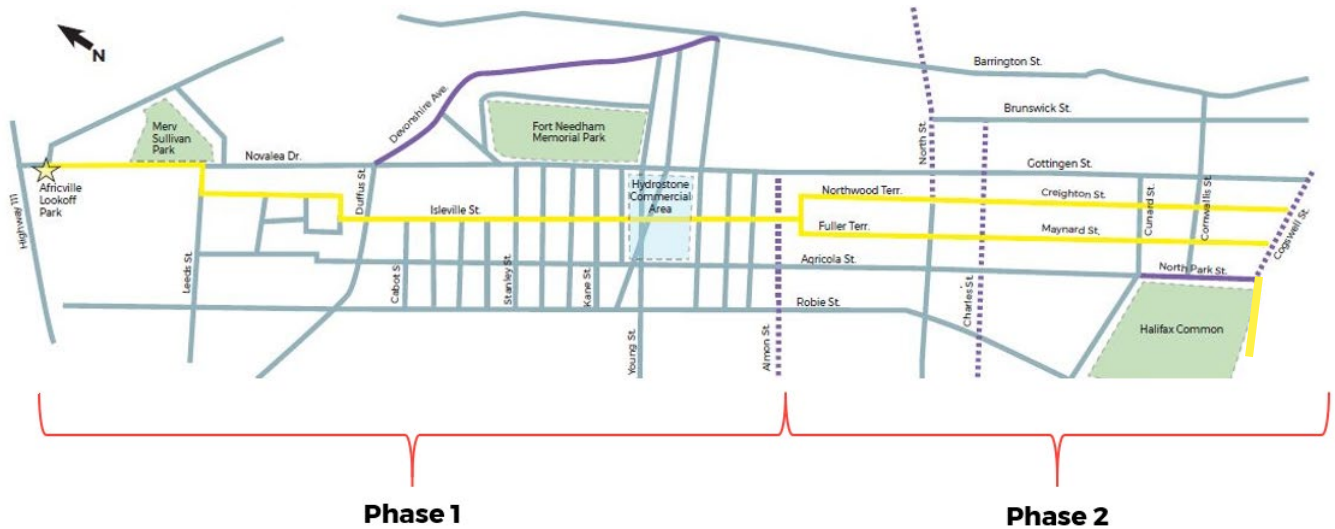 N
Barrington St.
Brunswick St.
Merv
Sullivan
Park
Devonshire Ave.
Fort Needham
Memorial Park
North St.
Novalea Dr.
Gottingen St.
Africville
Lookoff
Park
Highway 111
Duffus St.
Hydrostone
Commercial
Area
Northwood Terr.
Creighton St.
Isleville St.
Fuller Terr.
Maynard St.
Cunard St.
Cornwallis St.
Cogswell St.
Leeds St.
Cabot S
Stanley St.
Kane St.
Agricola St.
North Park St.
Robie St.
Charles St.
Halifax Common
Young St.
Almon St.
Phase 1
Phase 2